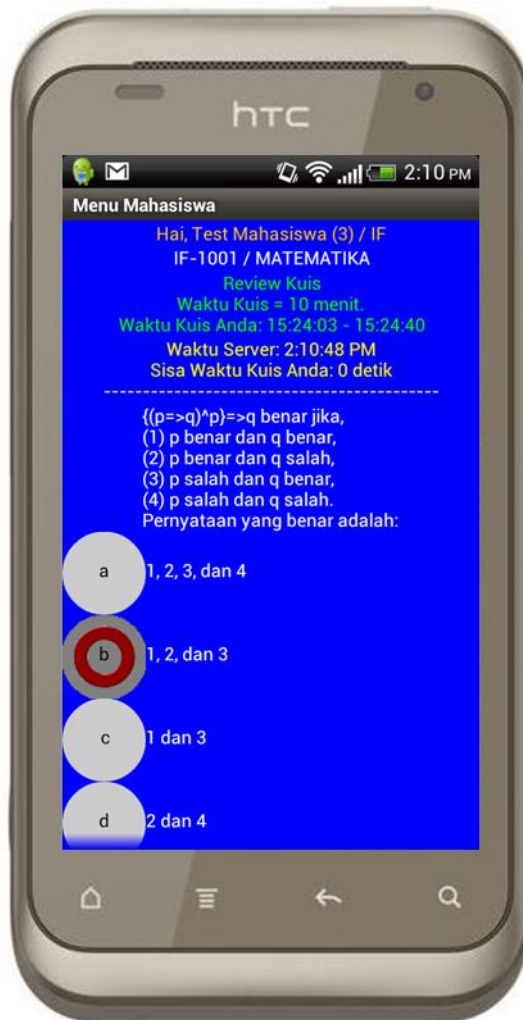 hTC
2:10 PM
Menu Mahasiswa
Hai, Test Mahasiswa (3) / IF
IF-1001 / MATEMATIKA
Review Kuis
Waktu Kuis = 10 menit.
Waktu Kuis Anda: 15:24:03 - 15:24:40
Waktu Server: 2:10:48 PM
Sisa Waktu Kuis Anda: 0 detik
------------------------------------------
{(p=>q)^p}=>q benar jika,
(1) p benar dan q benar,
(2) p benar dan q salah,
(3) p salah dan q benar,
(4) p salah dan q salah.
Pernyataan yang benar adalah:
a 1, 2, 3, dan 4
b 1, 2, dan 3
c 1 dan 3
d 2 dan 4